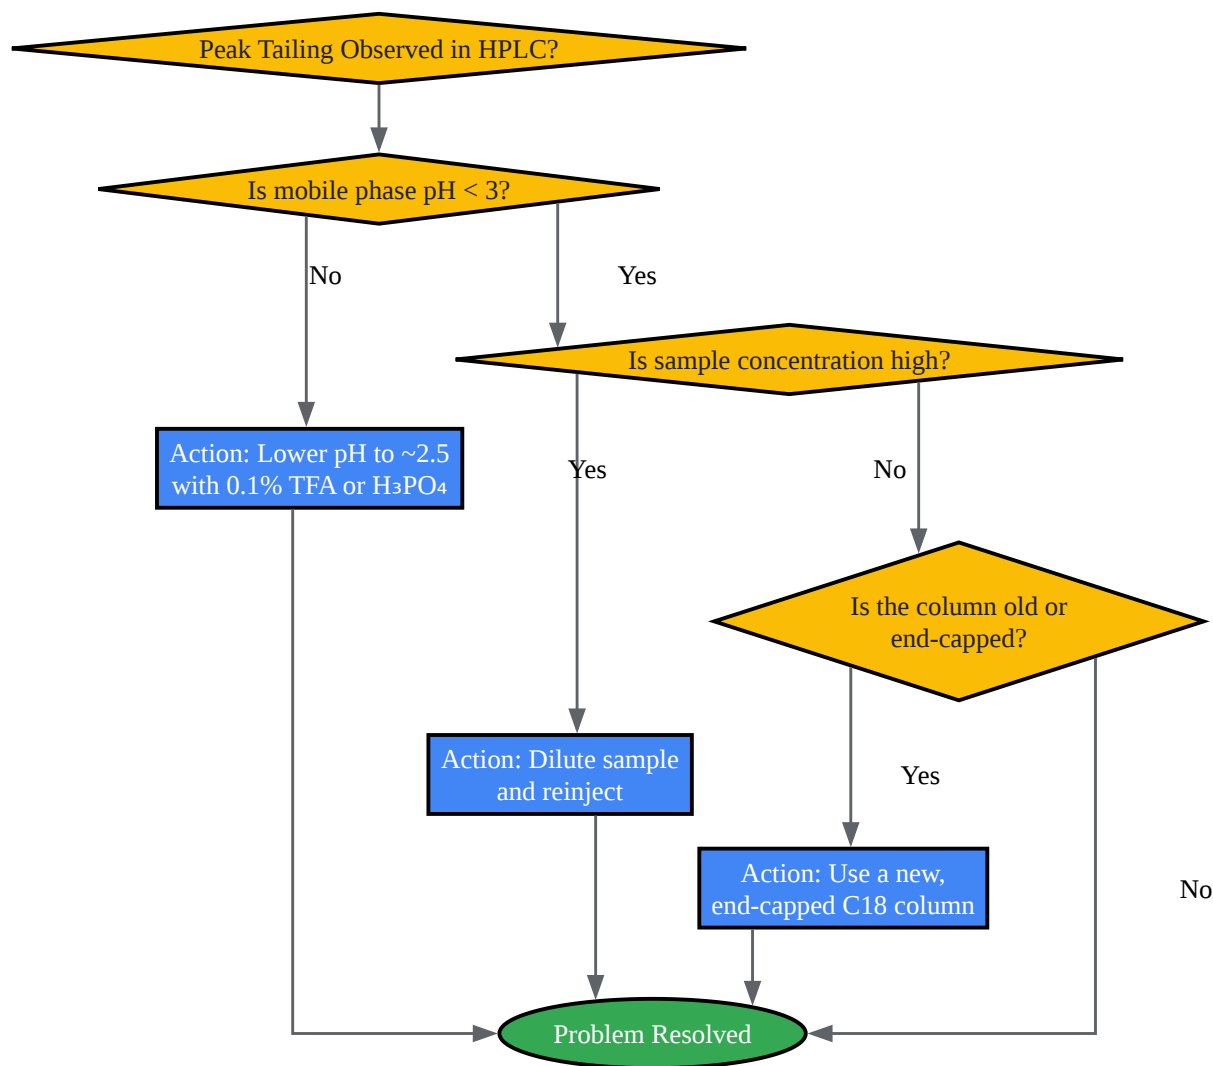 Peak Tailing Observed in HPLC?
Is mobile phase pH < 3?
No
Yes
Is sample concentration high?
Action: Lower pH to ~2.5
with 0.1% TFA or H₃PO₄
Yes
No
Is the column old or
end-capped?
Action: Dilute sample
and reinject
Yes
Action: Use a new,
end-capped C18 column
No
Problem Resolved